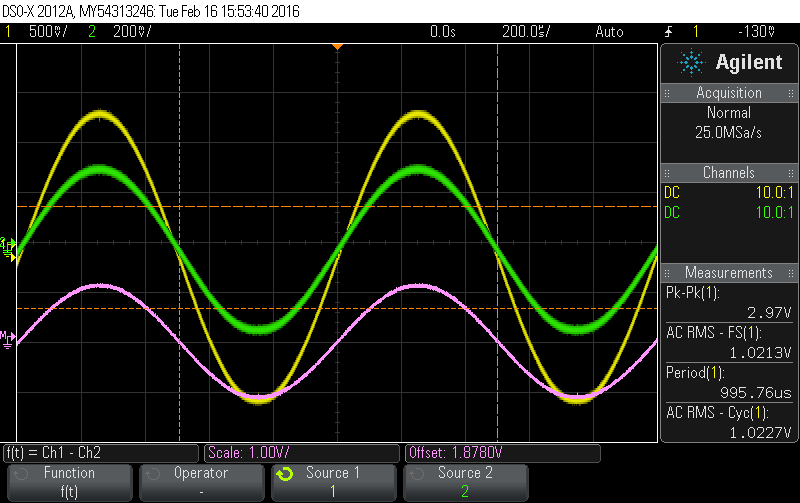 DSO-X 2012A, MY54313246: Tue Feb 16 15:53:40 2016
1 500㎷/ 2 200㎷/ 0.0s 200.0㎲/ Auto 1 -130㎷
Agilent
Acquisition
Normal
25.0MSa/s
Channels
DC 10.0:1
DC 10.0:1
Measurements
Pk-Pk(1):
2.97V
AC RMS - FS(1):
1.0213V
Period(1):
995.76us
AC RMS - Cyc(1):
1.0227V
M
f(t) = Ch1 - Ch2 Scale: 1.00V/ Offset: 1.8780V
Function Operator Source 1 Source 2
f(t) - 1 2